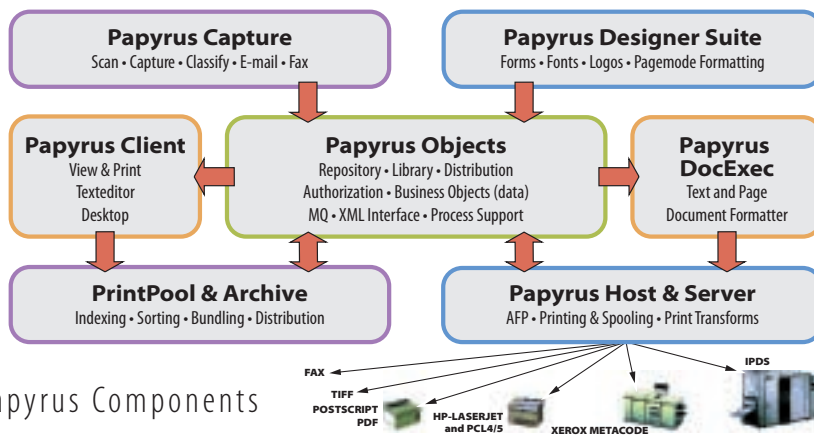 Papyrus Capture
Scan • Capture • Classify • E-mail • Fax
Papyrus Designer Suite
Forms • Fonts • Logos • Pagemode Formatting
Papyrus Client
View & Print
Texteditor
Desktop
Papyrus Objects
Repository • Library • Distribution
Authorization • Business Objects (data)
MQ • XML Interface • Process Support
Papyrus
DocExec
Text and Page
Document Formatter
PrintPool & Archive
Indexing • Sorting • Bundling • Distribution
Papyrus Host & Server
AFP • Printing & Spooling • Print Transforms
FAX
TIFF
POSTSCRIPT
PDF
HP-LASERJET
and PCL4/5
XEROX METACODE
IPDS
apyrus Components